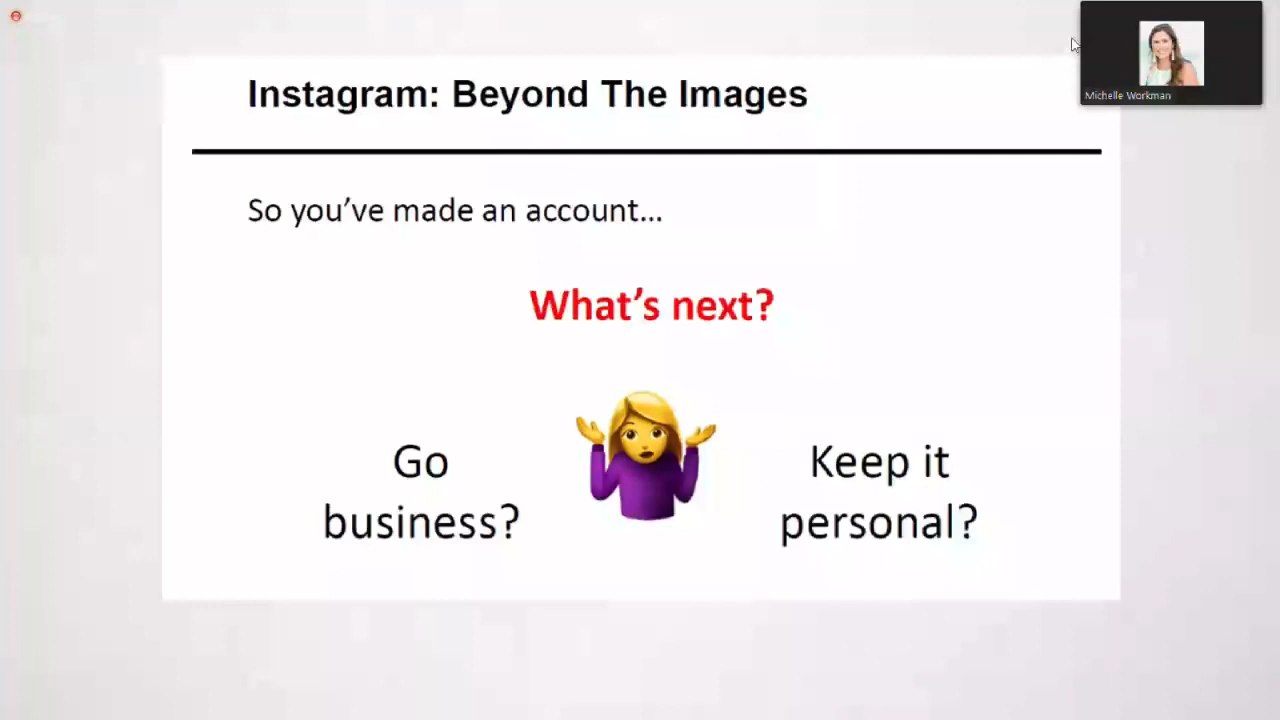 Instagram: Beyond The Images
Michelle Workman
So you've made an account...
What's next?
Go
business?
Keep it
personal?